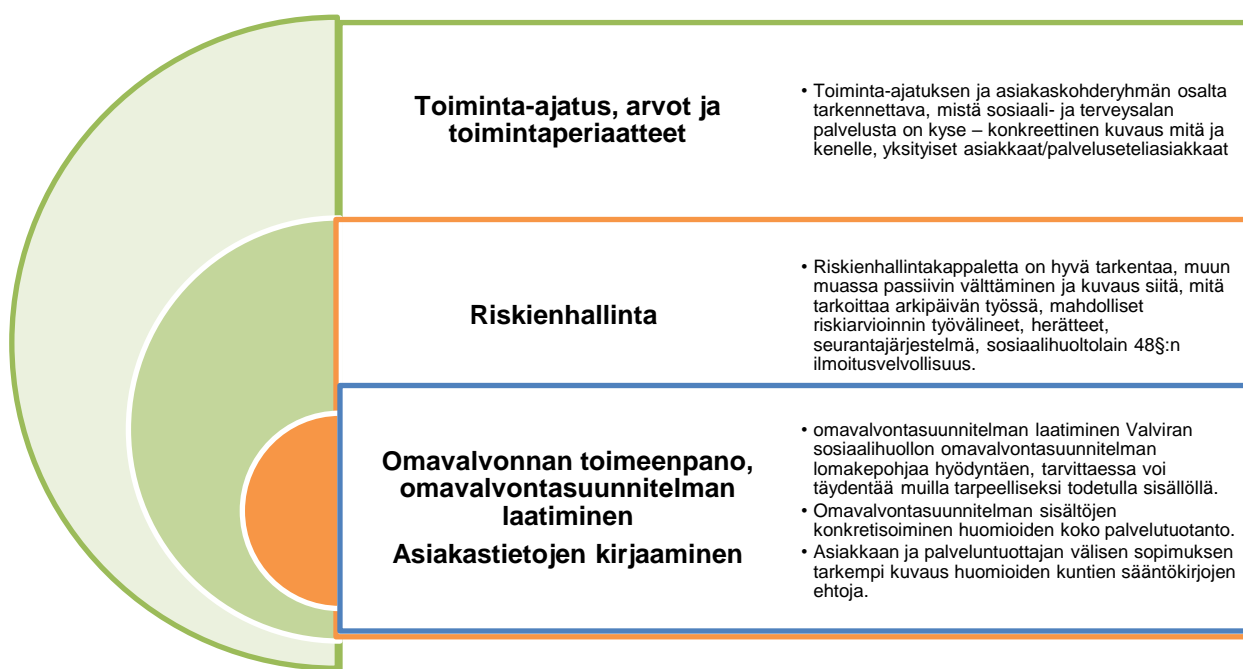 Toiminta-ajatus, arvot ja
toimintaperiaatteet
• Toiminta-ajatuksen ja asiakaskohderyhmän osalta
tarkennettava, mistä sosiaali- ja terveysalan
palvelusta on kyse – konkreettinen kuvaus mitä ja
kenelle, yksityiset asiakkaat/palveluseteliasiakkaat
Riskienhallinta
• Riskienhallintakappaletta on hyvä tarkentaa, muun
muassa passiivin välttäminen ja kuvaus siitä, mitä
tarkoittaa arkipäivän työssä, mahdolliset
riskiarvioinnin työvälineet, herätteet,
seurantajärjestelmä, sosiaalihuoltolain 48§:n
ilmoitusvelvollisuus.
Omavalvonnan toimeenpano,
omavalvontasuunnitelman
laatiminen
Asiakastietojen kirjaaminen
• omavalvontasuunnitelman laatiminen Valviran
sosiaalihuollon omavalvontasuunnitelman
lomakepohjaa hyödyntäen, tarvittaessa voi
täydentää muilla tarpeelliseksi todetulla sisällöllä.
• Omavalvontasuunnitelman sisältöjen
konkretisoiminen huomioiden koko palvelutuotanto.
• Asiakkaan ja palveluntuottajan välisen sopimuksen
tarkempi kuvaus huomioiden kuntien sääntökirjojen
ehtoja.